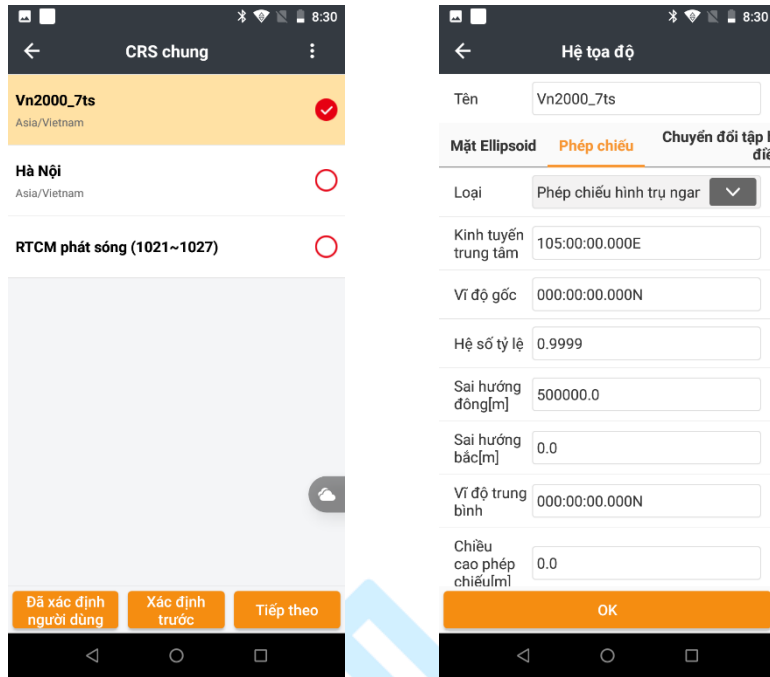 8:30
CRS chung
Vn2000_7ts
Asia/Vietnam
Hà Nội
Asia/Vietnam
RTCM phát sóng (1021~1027)
Đã xác định
người dùng
Xác định
trước
Tiếp theo
8:30
Hệ tọa độ
Tên
Vn2000_7ts
Mặt Ellipsoid
Phép chiếu
Chuyển đổi tập
Loại
Phép chiếu hình trụ ngar
Kinh tuyến
trung tâm
105:00:00.000E
Vĩ độ gốc
000:00:00.000N
Hệ số tỷ lệ
0.9999
Sai hướng
đông[m]
500000.0
Sai hướng
bắc[m]
0.0
Vĩ độ trung
bình
000:00:00.000N
Chiều
cao phép
chiếu[m]
0.0
OK